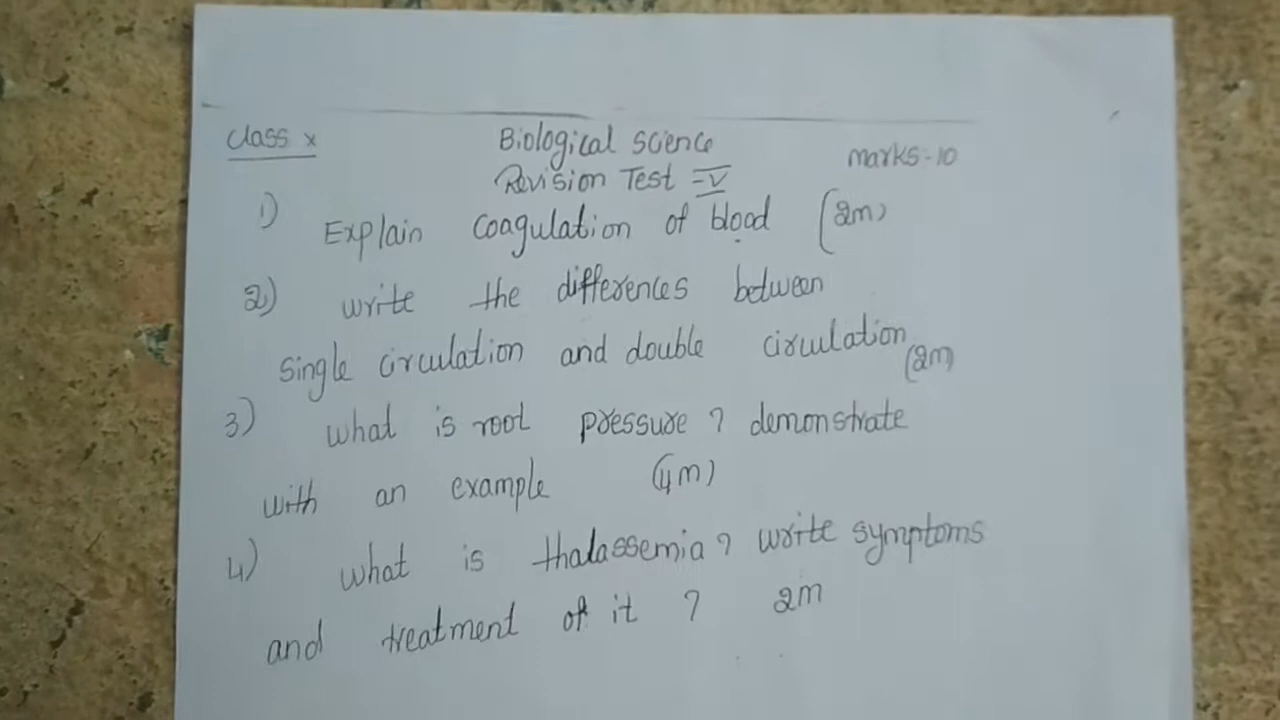 Class X
Biological science
marks:-10
Revision Test - V
1) Explain coagulation of blood (2m)
2) write the differences between
single circulation and double circulation (2m)
3) what is root pressure ? demonstrate
with an example (4m)
4) what is thalassemia ? write symptoms
and treatment of it ? 2m